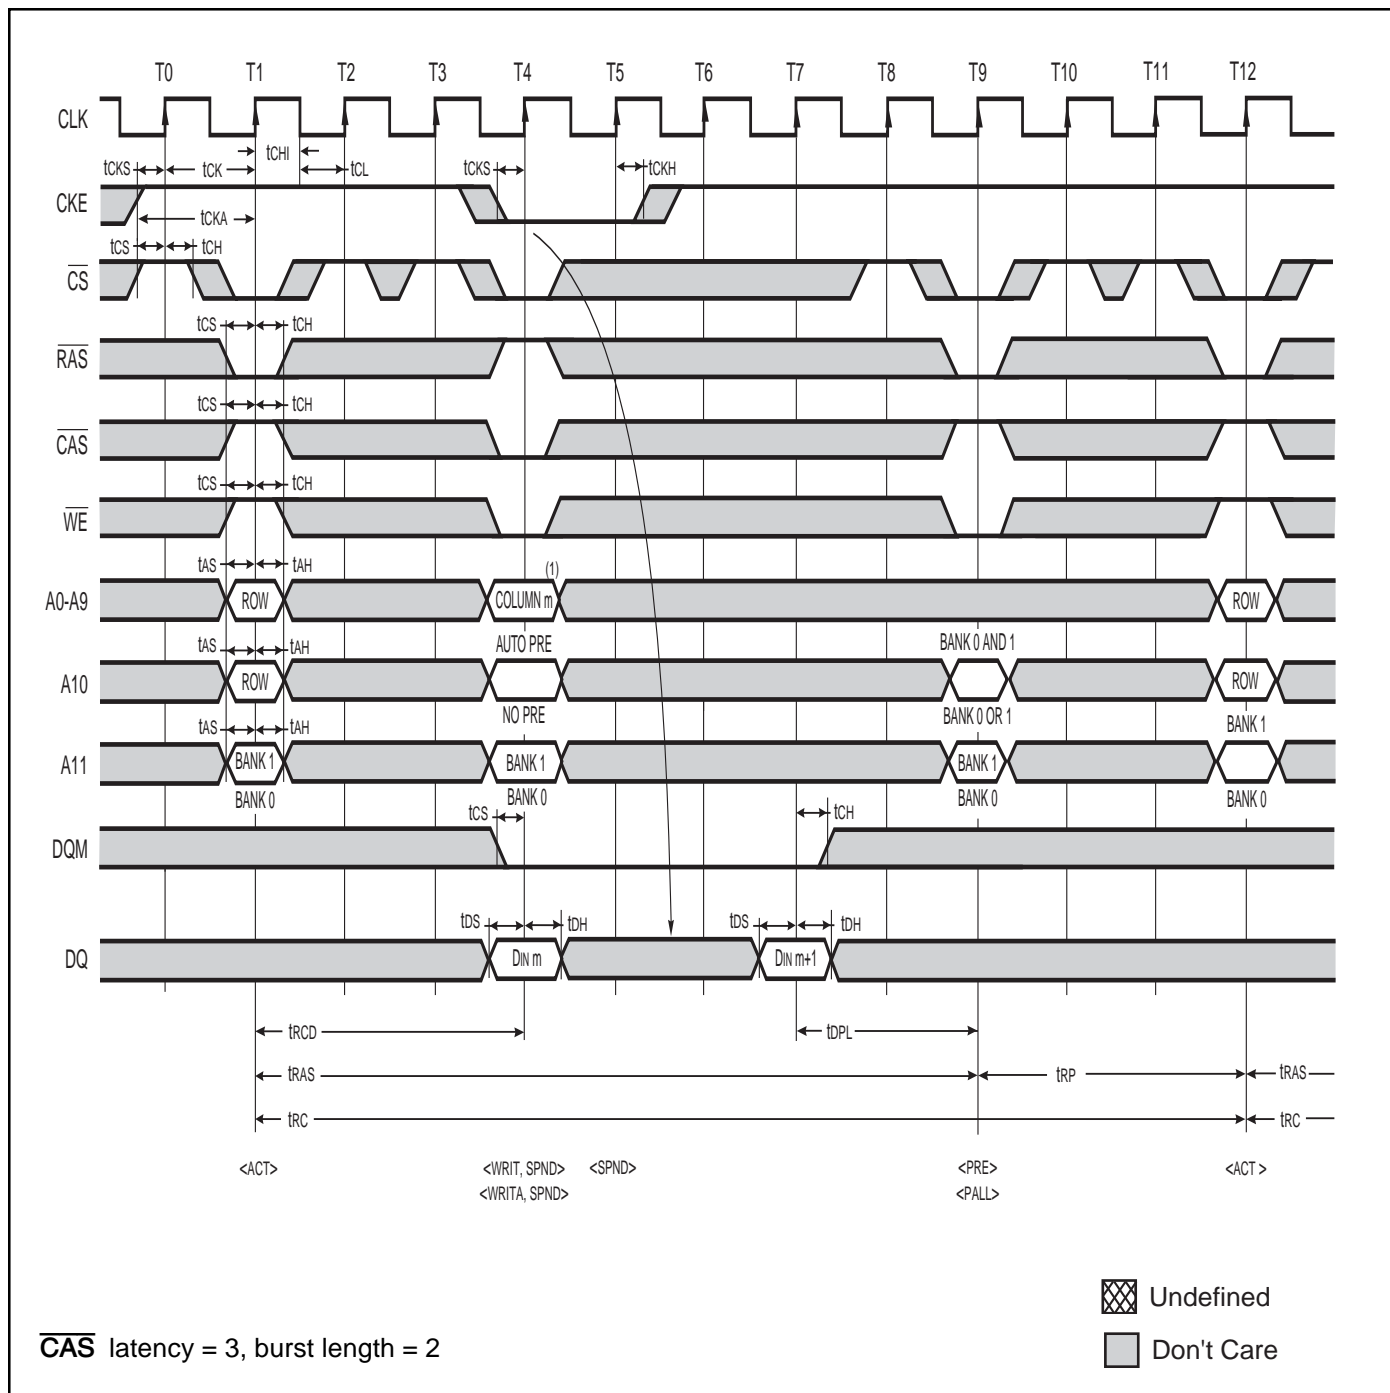 T0 T1 T2 T3 T4 T5 T6 T7 T8 T9 T10 T11 T12
CLK
tCHI
tCKS tCK tCL tCKS tCKH
CKE
tCKA
tCS tCH
CS
tCS tCH
RAS
tCS tCH
CAS
tCS tCH
WE
tAS tAH (1)
A0-A9 ROW COLUMN m ROW
tAS tAH AUTO PRE BANK 0 AND 1
A10 ROW ROW
tAS tAH NO PRE BANK 0 OR 1 BANK 1
A11 BANK 1 BANK 1 BANK 1
BANK 0 BANK 0 BANK 0 BANK 0
tCS tCH
DQM
tDS tDH tDS tDH
DQ DIN m DIN m+1
tRCD tDPL
tRAS tRP tRAS
tRC tRC
<ACT> <WRIT, SPND> <SPND> <PRE> <ACT >
<WRITA, SPND> <PALL>
Undefined
CAS latency = 3, burst length = 2
Don't Care